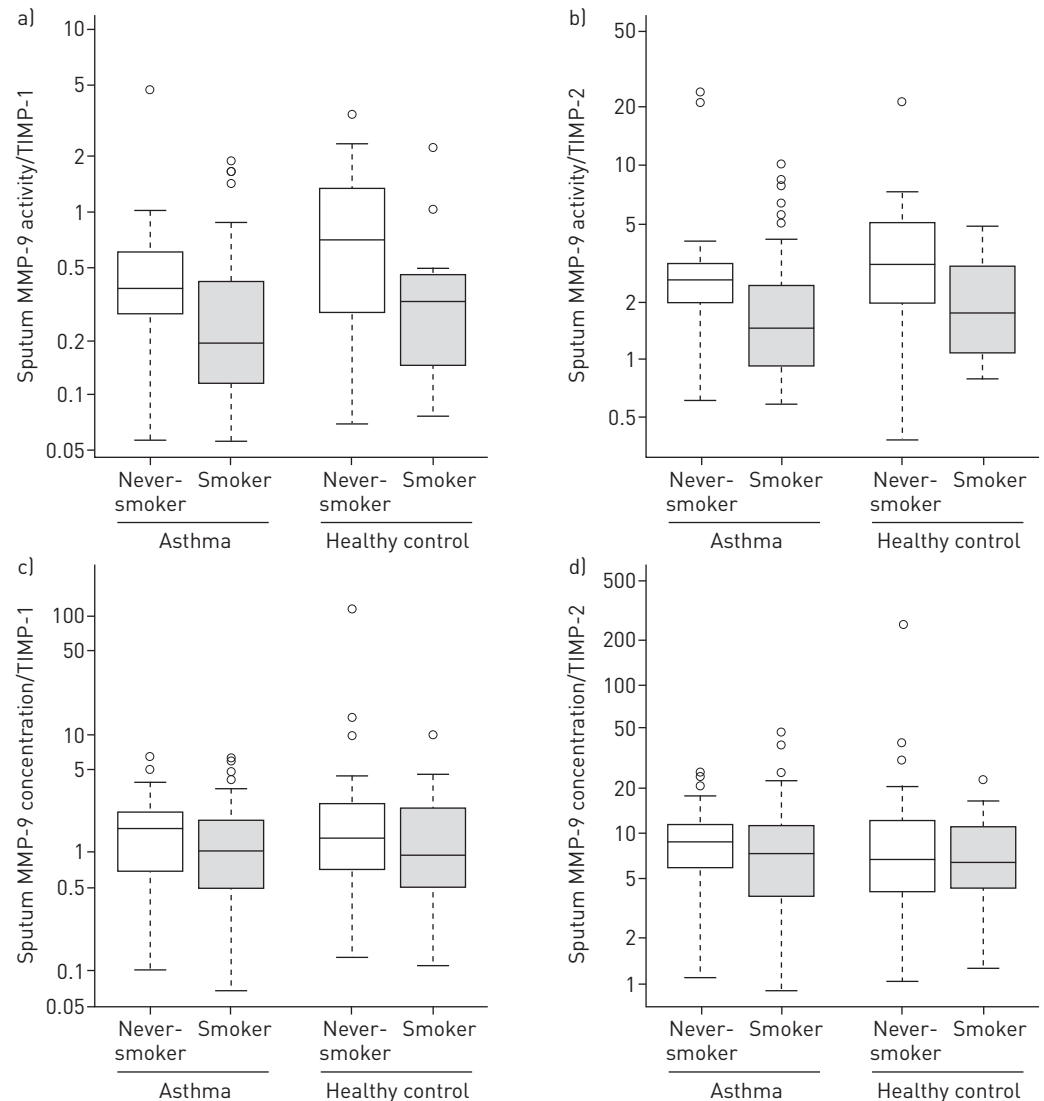 a)
Sputum MMP-9 activity/TIMP-1
10
5
2
1
0.5
0.2
0.1
0.05
Never-
smoker
Smoker
Never-
smoker
Smoker
Asthma
Healthy control
b)
Sputum MMP-9 activity/TIMP-2
50
20
10
5
2
1
0.5
Never-
smoker
Smoker
Never-
smoker
Smoker
Asthma
Healthy control
c)
Sputum MMP-9 concentration/TIMP-1
100
50
10
5
1
0.5
0.1
0.05
Never-
smoker
Smoker
Never-
smoker
Smoker
Asthma
Healthy control
d)
Sputum MMP-9 concentration/TIMP-2
500
200
100
50
20
10
5
2
1
Never-
smoker
Smoker
Never-
smoker
Smoker
Asthma
Healthy control